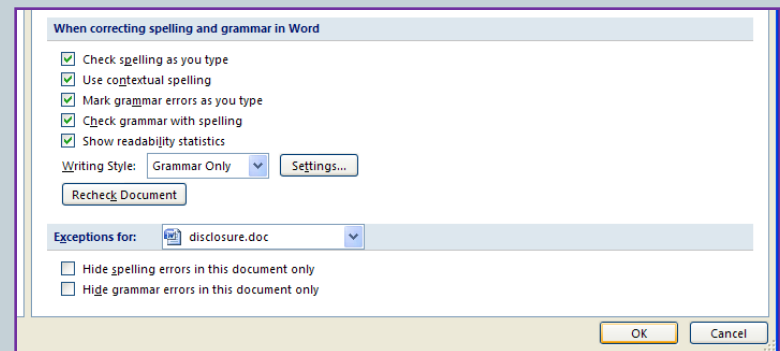 When correcting spelling and grammar in Word
Check spelling as you type
Use contextual spelling
Mark grammar errors as you type
Check grammar with spelling
Show readability statistics
Writing Style: Grammar Only Settings...
Recheck Document
Exceptions for: disclosure.doc
Hide spelling errors in this document only
Hide grammar errors in this document only
OK Cancel